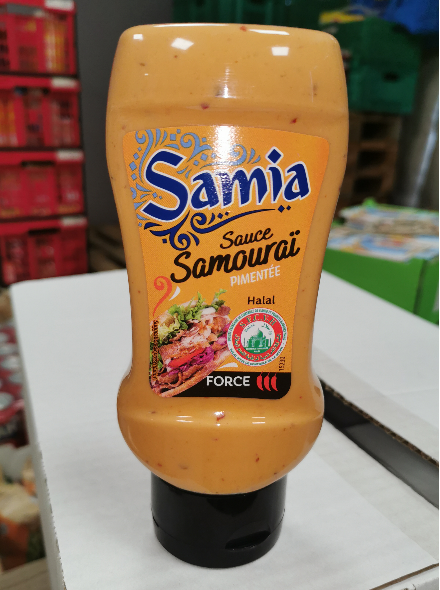 Samia
Sauce
Samouraï
PIMENTÉE
Halal
FORCE